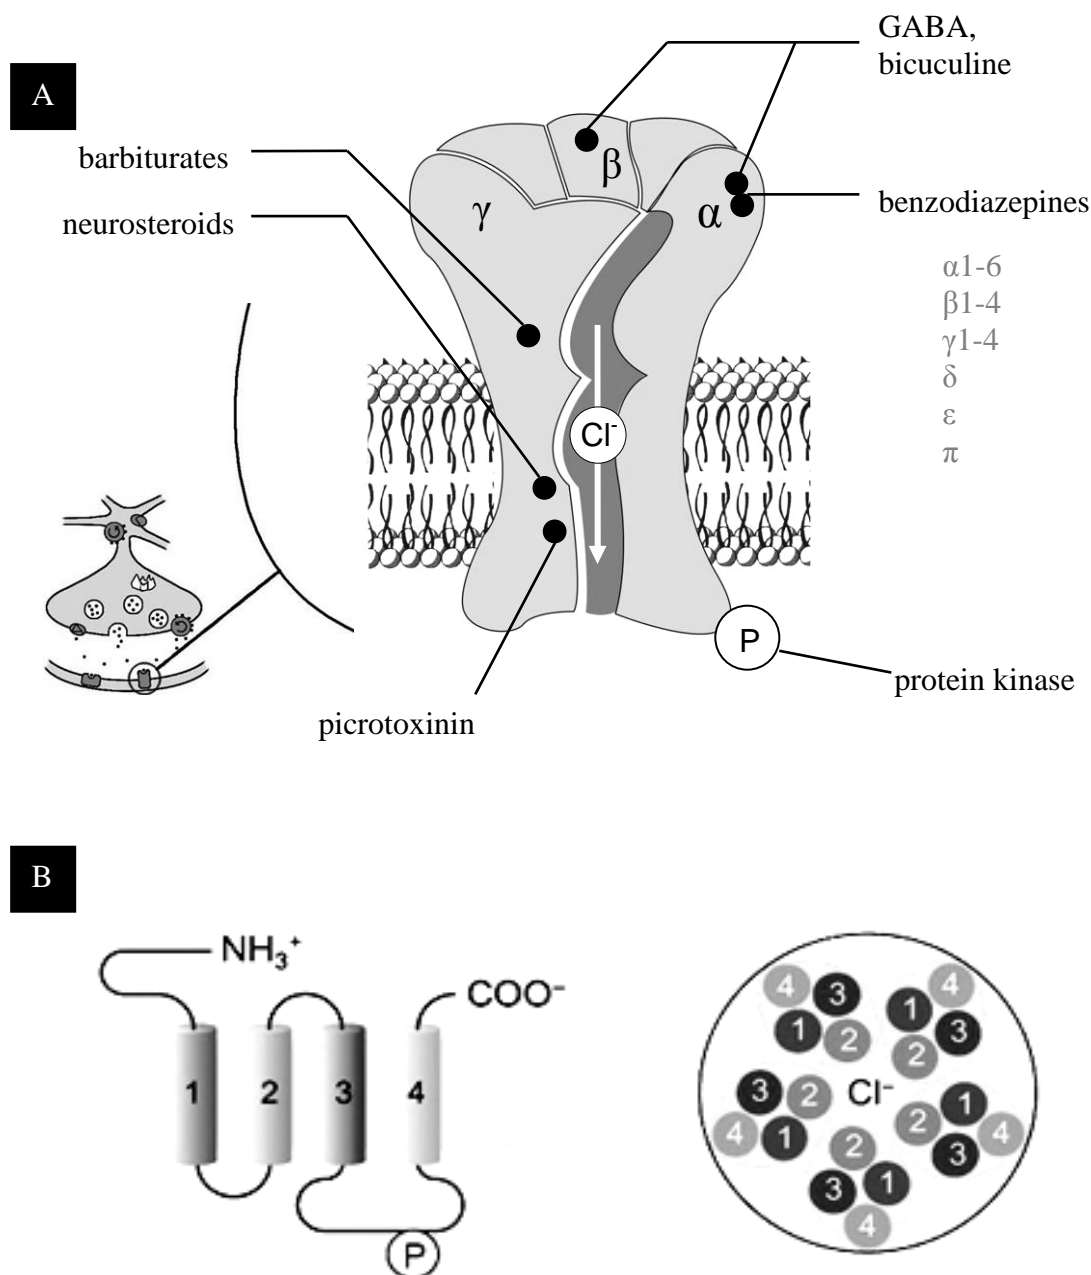 A
GABA,
bicuculine
barbiturates
neurosteroids
β
γ
α
benzodiazepines
α1-6
β1-4
γ1-4
δ
ε
π
Cl⁻
P
protein kinase
picrotoxinin
B
NH₃⁺
COO⁻
1 2 3 4
P
4 3 1 2
1 4 3 2
3 2 4 1
Cl⁻
1 2 4 3
2 3 1 4